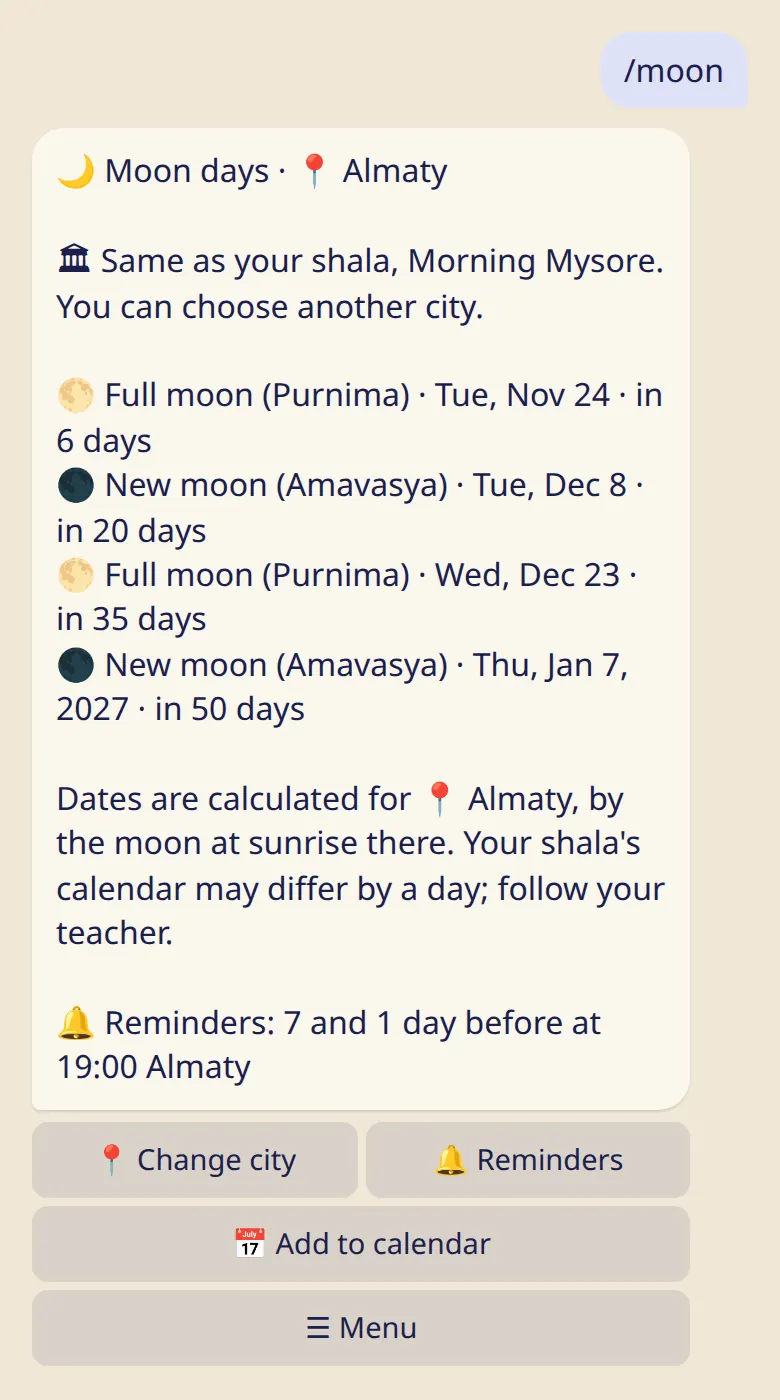 /moon
🌙 Moon days · 📍 Almaty
🏛 Same as your shala, Morning Mysore.
You can choose another city.
🌕 Full moon (Purnima) · Tue, Nov 24 · in
6 days
🌑 New moon (Amavasya) · Tue, Dec 8 ·
in 20 days
🌕 Full moon (Purnima) · Wed, Dec 23 ·
in 35 days
🌑 New moon (Amavasya) · Thu, Jan 7,
2027 · in 50 days
Dates are calculated for 📍 Almaty, by
the moon at sunrise there. Your shala's
calendar may differ by a day; follow your
teacher.
🔔 Reminders: 7 and 1 day before at
19:00 Almaty
📍 Change city
🔔 Reminders
📅 Add to calendar
☰ Menu